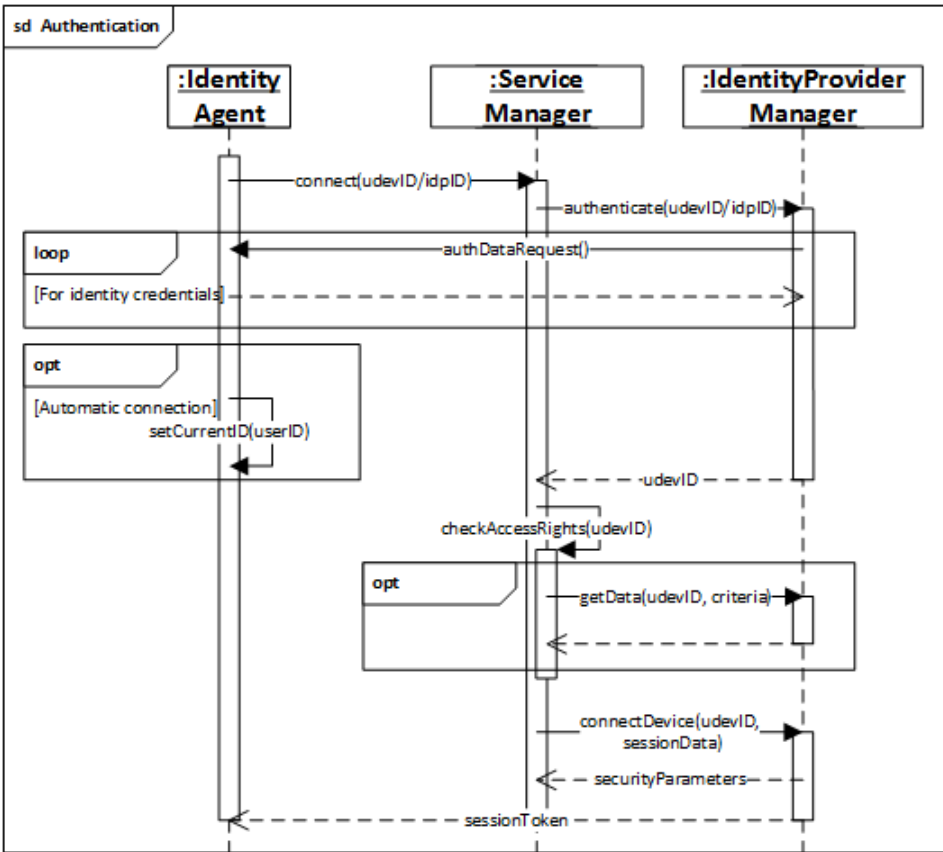 sd Authentication
:Identity
Agent
:Service
Manager
:IdentityProvider
Manager
connect(udevID/idpID)
authenticate(udevID/idpID)
loop
authDataRequest()
[For identity credentials]
opt
[Automatic connection]
setCurrentID(userID)
udevID
checkAccessRights(udevID)
opt
getData(udevID, criteria)
connectDevice(udevID,
sessionData)
securityParameters
sessionToken